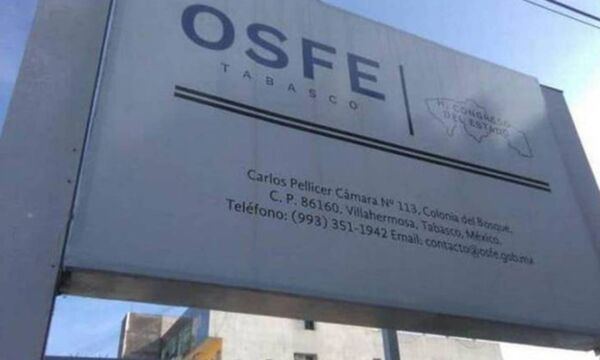 OSFE
TABASCO
H. CONGRESO
DEL ESTADO
Carlos Pellicer Cámara Nº 113, Colonia del Bosque,
C. P. 86160, Villahermosa, Tabasco, México.
Teléfono: (993) 351-1942 Email: contacto@osfe.gob.mx